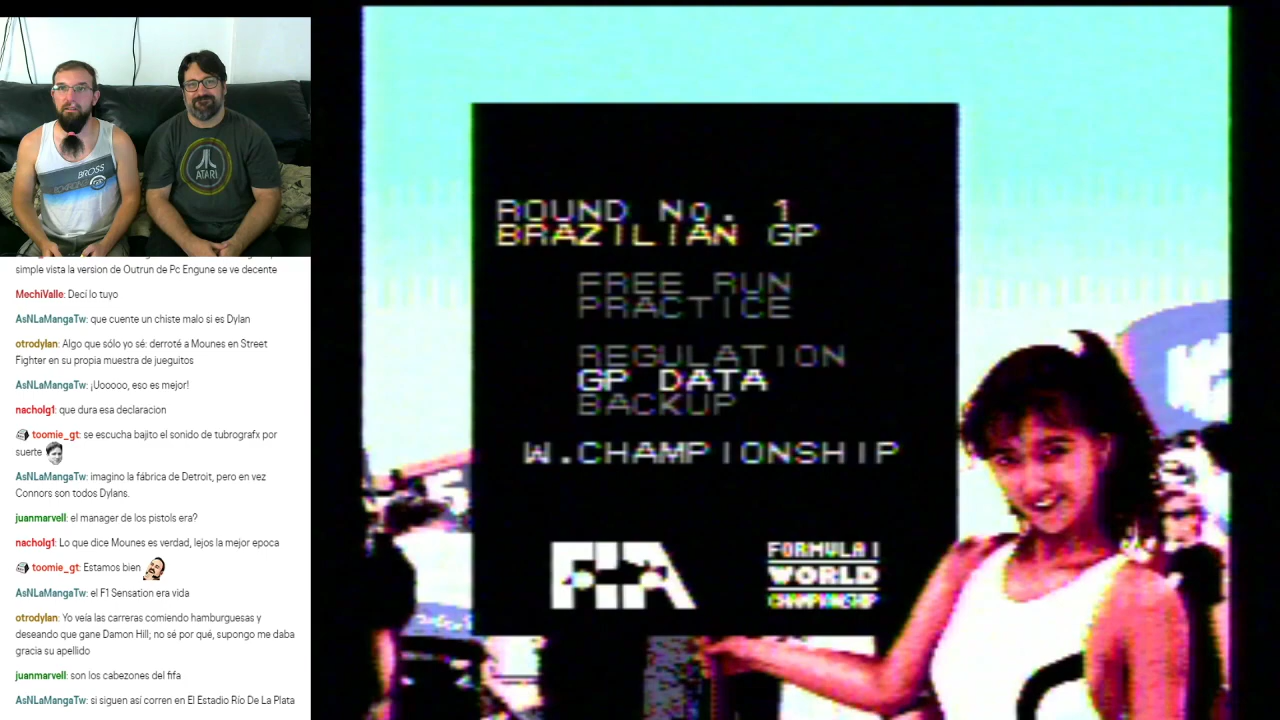 BROSS
ATARI
simple vista la version de Outrun de Pc Engune se ve decente
MechiValle: Decí lo tuyo
AsNLaMangaTw: que cuente un chiste malo si es Dylan
otrodylan: Algo que sólo yo sé: derroté a Mounes en Street
Fighter en su propia muestra de jueguitos
AsNLaMangaTw: ¡Uooooo, eso es mejor!
nacholg1: que dura esa declaracion
toomie_gt: se escucha bajito el sonido de tubrografx por
suerte
AsNLaMangaTw: imagino la fábrica de Detroit, pero en vez
Connors son todos Dylans.
juanmarvell: el manager de los pistols era?
nacholg1: Lo que dice Mounes es verdad, lejos la mejor epoca
toomie_gt: Estamos bien
AsNLaMangaTw: el F1 Sensation era vida
otrodylan: Yo veía las carreras comiendo hamburguesas y
deseando que gane Damon Hill; no sé por qué, supongo me daba
gracia su apellido
juanmarvell: son los cabezones del fifa
AsNLaMangaTw: si siguen así corren en El Estadio Río De La Plata
ROUND No. 1
BRAZILIAN GP
FREE RUN
PRACTICE
REGULATION
GP DATA
BACKUP
W.CHAMPIONSHIP
FIA
FORMULA 1
WORLD
CHAMPIONSHIP